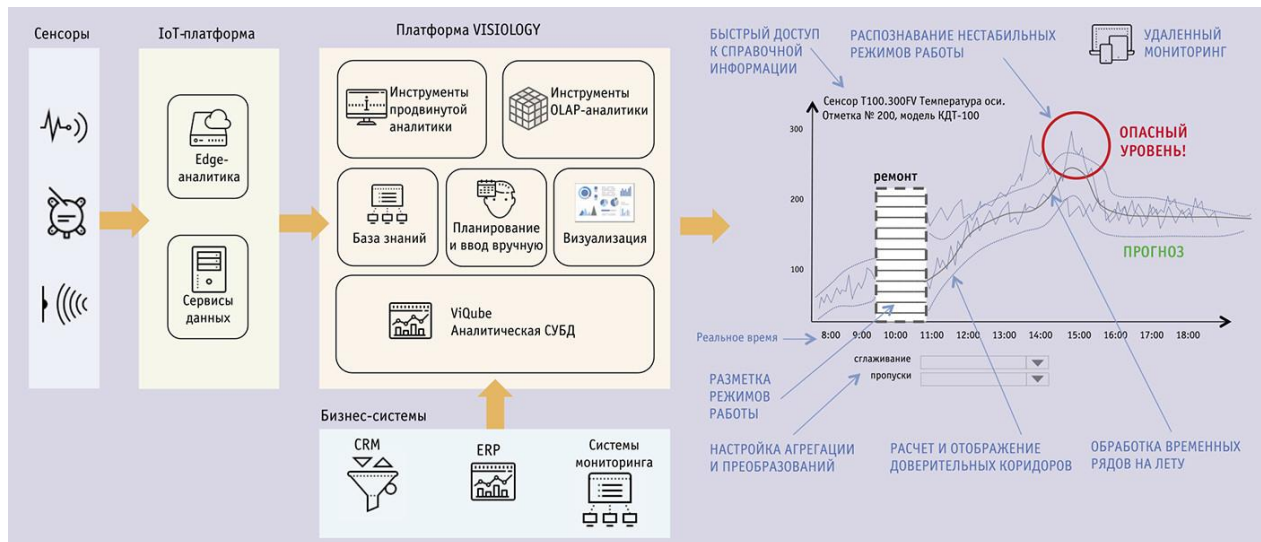 Сенсоры
IoT-платформа
Edge-
аналитика
Сервисы
данных
Платформа VISIOLOGY
Инструменты
продвинутой
аналитики
Инструменты
OLAP-аналитики
База знаний
Планирование
и ввод вручную
Визуализация
ViQube
Аналитическая СУБД
Бизнес-системы
CRM
ERP
Системы
мониторинга
БЫСТРЫЙ ДОСТУП
К СПРАВОЧНОЙ
ИНФОРМАЦИИ
РАСПОЗНАВАНИЕ НЕСТАБИЛЬНЫХ
РЕЖИМОВ РАБОТЫ
УДАЛЕННЫЙ
МОНИТОРИНГ
Сенсор T100.300FV Температура оси.
Отметка № 200, модель КДТ-100
300
200
100
ремонт
ОПАСНЫЙ
УРОВЕНЬ!
ПРОГНОЗ
Реальное время
8:00 9:00 10:00 11:00 12:00 13:00 14:00 15:00 16:00 17:00 18:00
сглаживание
пропуски
РАЗМЕТКА
РЕЖИМОВ
РАБОТЫ
НАСТРОЙКА АГРЕГАЦИИ
И ПРЕОБРАЗОВАНИЙ
РАСЧЕТ И ОТОБРАЖЕНИЕ
ДОВЕРИТЕЛЬНЫХ КОРИДОРОВ
ОБРАБОТКА ВРЕМЕННЫХ
РЯДОВ НА ЛЕТУ